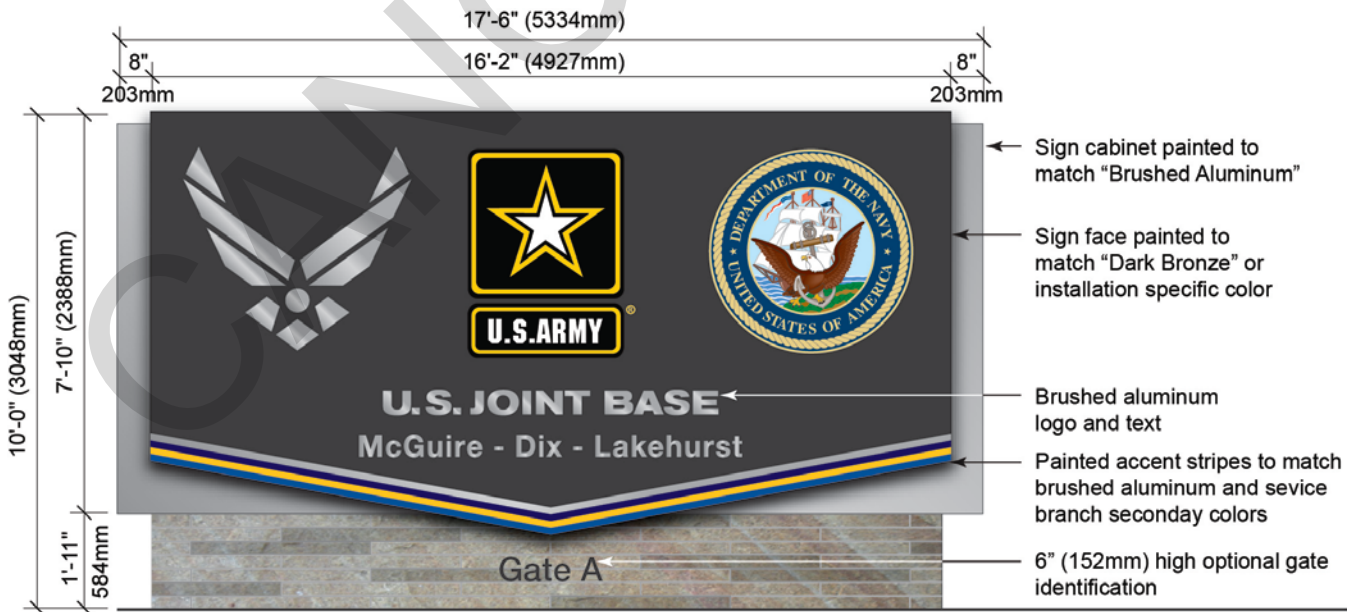 17'-6" (5334mm)
8"
16'-2" (4927mm)
8"
203mm
203mm
10'-0" (3048mm)
7'-10" (2388mm)
1'-11"
584mm
DEPARTMENT OF THE NAVY
UNITED STATES OF AMERICA
U.S.ARMY
®
U.S. JOINT BASE
McGuire - Dix - Lakehurst
Gate A
Sign cabinet painted to
match “Brushed Aluminum”
Sign face painted to
match “Dark Bronze” or
installation specific color
Brushed aluminum
logo and text
Painted accent stripes to match
brushed aluminum and sevice
branch seconday colors
6” (152mm) high optional gate
identification